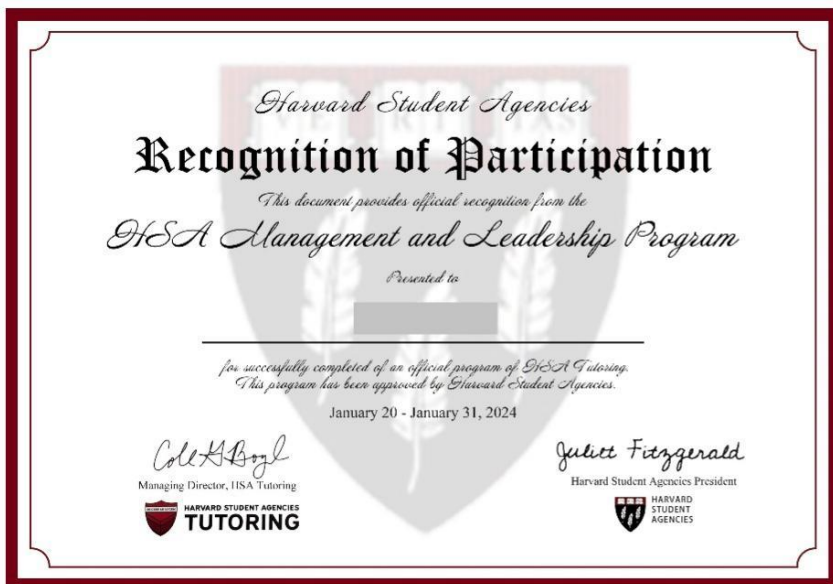 Harvard Student Agencies
Recognition of Participation
This document provides official recognition from the
HSA Management and Leadership Program
Presented to
for successfully completed of an official program of HSA Tutoring.
This program has been approved by Harvard Student Agencies.
January 20 - January 31, 2024
Juliet Fitzgerald
Managing Director, HSA Tutoring
Harvard Student Agencies President
HARVARD STUDENT AGENCIES
TUTORING
HARVARD
STUDENT
AGENCIES